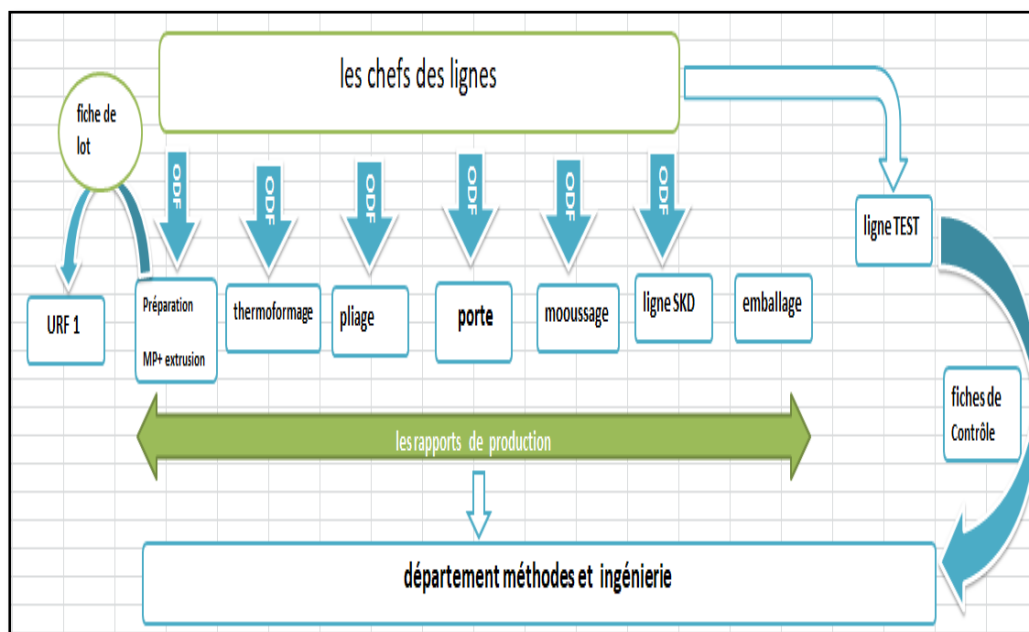 les chefs des lignes
fiche de
lot
ODF
ODF
ODF
ODF
ODF
ODF
ligne TEST
URF 1
Préparation
MP+ extrusion
thermoformage
pliage
porte
mooussage
ligne SKD
emballage
fiches de
Contrôle
les rapports de production
département méthodes et ingénierie